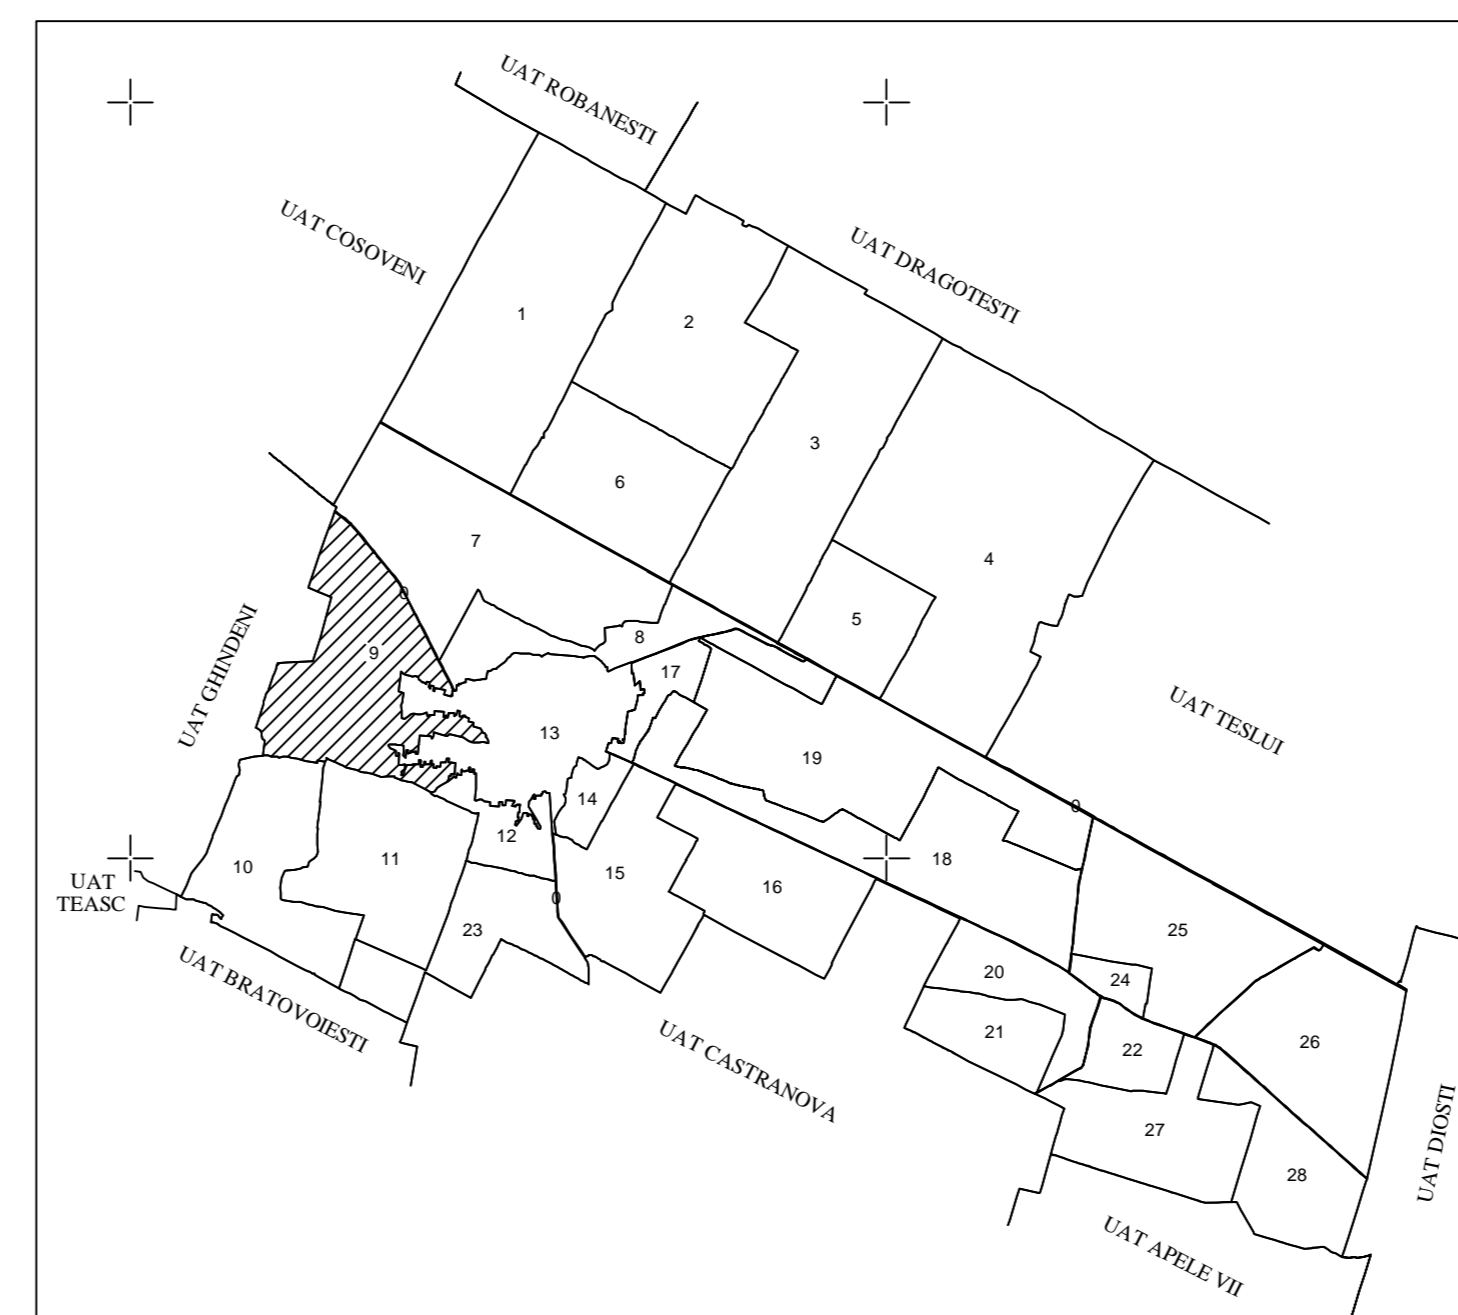 UAT ROBANESTI
UAT COSOVENI
UAT DRAGOTESTI
1
2
3
6
4
7
0
5
8
9
17
UAT GHINDENI
UAT TESLUI
13
19
14
0
12
18
10
11
15
16
UAT
TEASC
0
23
25
20
24
UAT BRATOVOIESTI
21
22
26
UAT CASTRANOVA
27
28
UAT DIOSTI
UAT APELE VII